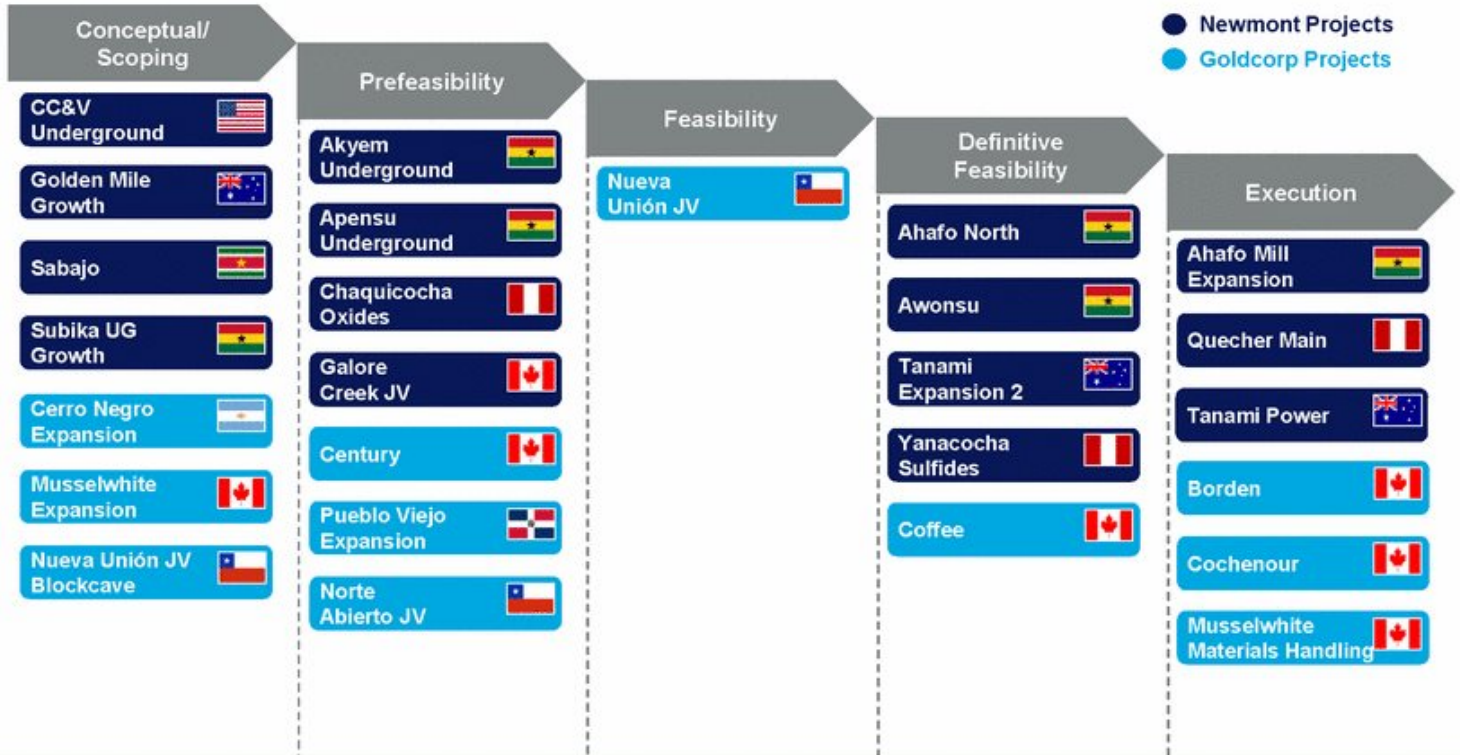 Conceptual/
Scoping
CC&V
Underground
Golden Mile
Growth
Sabajo
Subika UG
Growth
Cerro Negro
Expansion
Musselwhite
Expansion
Nueva Unión JV
Blockcave
Prefeasibility
Akyem
Underground
Apensu
Underground
Chaquicocha
Oxides
Galore
Creek JV
Century
Pueblo Viejo
Expansion
Norte
Abierto JV
Feasibility
Nueva
Unión JV
Definitive
Feasibility
Ahafo North
Awonsu
Tanami
Expansion 2
Yanacocha
Sulfides
Coffee
Execution
Ahafo Mill
Expansion
Quecher Main
Tanami Power
Borden
Cochenour
Musselwhite
Materials Handling
Newmont Projects
Goldcorp Projects